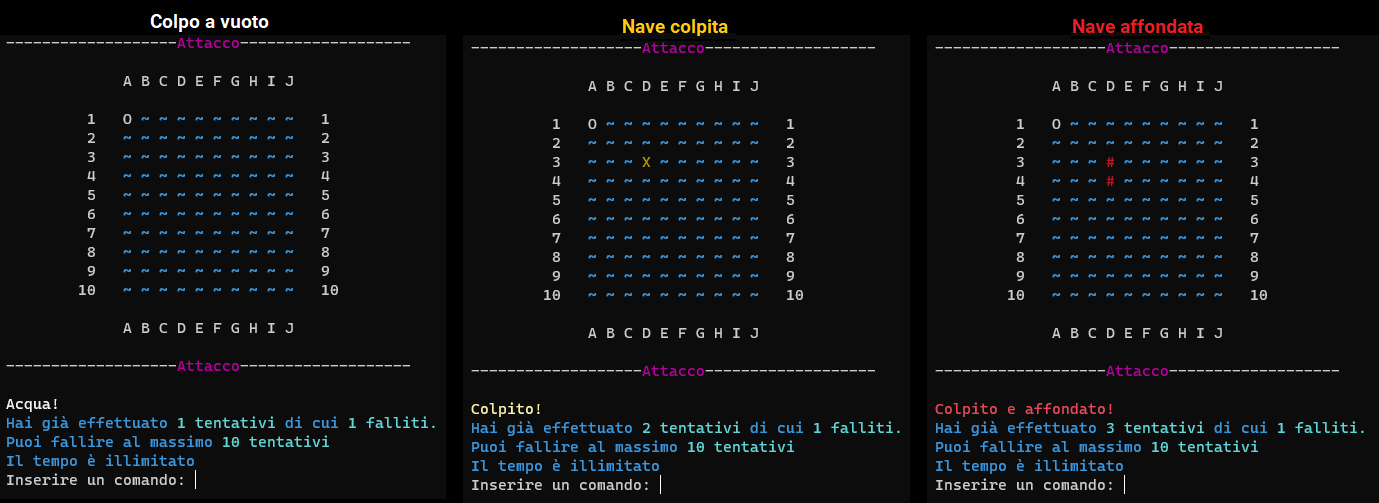 Colpo a vuoto
-------------------Attacco-------------------
A B C D E F G H I J
1 O ~ ~ ~ ~ ~ ~ ~ ~ ~ 1
2 ~ ~ ~ ~ ~ ~ ~ ~ ~ ~ 2
3 ~ ~ ~ ~ ~ ~ ~ ~ ~ ~ 3
4 ~ ~ ~ ~ ~ ~ ~ ~ ~ ~ 4
5 ~ ~ ~ ~ ~ ~ ~ ~ ~ ~ 5
6 ~ ~ ~ ~ ~ ~ ~ ~ ~ ~ 6
7 ~ ~ ~ ~ ~ ~ ~ ~ ~ ~ 7
8 ~ ~ ~ ~ ~ ~ ~ ~ ~ ~ 8
9 ~ ~ ~ ~ ~ ~ ~ ~ ~ ~ 9
10 ~ ~ ~ ~ ~ ~ ~ ~ ~ ~ 10
A B C D E F G H I J
-------------------Attacco-------------------
Acqua!
Hai già effettuato 1 tentativi di cui 1 falliti.
Puoi fallire al massimo 10 tentativi
Il tempo è illimitato
Inserire un comando:
Nave colpita
-------------------Attacco-------------------
A B C D E F G H I J
1 O ~ ~ ~ ~ ~ ~ ~ ~ ~ 1
2 ~ ~ ~ ~ ~ ~ ~ ~ ~ ~ 2
3 ~ ~ ~ X ~ ~ ~ ~ ~ ~ 3
4 ~ ~ ~ ~ ~ ~ ~ ~ ~ ~ 4
5 ~ ~ ~ ~ ~ ~ ~ ~ ~ ~ 5
6 ~ ~ ~ ~ ~ ~ ~ ~ ~ ~ 6
7 ~ ~ ~ ~ ~ ~ ~ ~ ~ ~ 7
8 ~ ~ ~ ~ ~ ~ ~ ~ ~ ~ 8
9 ~ ~ ~ ~ ~ ~ ~ ~ ~ ~ 9
10 ~ ~ ~ ~ ~ ~ ~ ~ ~ ~ 10
A B C D E F G H I J
-------------------Attacco-------------------
Colpito!
Hai già effettuato 2 tentativi di cui 1 falliti.
Puoi fallire al massimo 10 tentativi
Il tempo è illimitato
Inserire un comando:
Nave affondata
-------------------Attacco-------------------
A B C D E F G H I J
1 O ~ ~ ~ ~ ~ ~ ~ ~ ~ 1
2 ~ ~ ~ ~ ~ ~ ~ ~ ~ ~ 2
3 ~ ~ ~ # ~ ~ ~ ~ ~ ~ 3
4 ~ ~ ~ # ~ ~ ~ ~ ~ ~ 4
5 ~ ~ ~ ~ ~ ~ ~ ~ ~ ~ 5
6 ~ ~ ~ ~ ~ ~ ~ ~ ~ ~ 6
7 ~ ~ ~ ~ ~ ~ ~ ~ ~ ~ 7
8 ~ ~ ~ ~ ~ ~ ~ ~ ~ ~ 8
9 ~ ~ ~ ~ ~ ~ ~ ~ ~ ~ 9
10 ~ ~ ~ ~ ~ ~ ~ ~ ~ ~ 10
A B C D E F G H I J
-------------------Attacco-------------------
Colpito e affondato!
Hai già effettuato 3 tentativi di cui 1 falliti.
Puoi fallire al massimo 10 tentativi
Il tempo è illimitato
Inserire un comando: